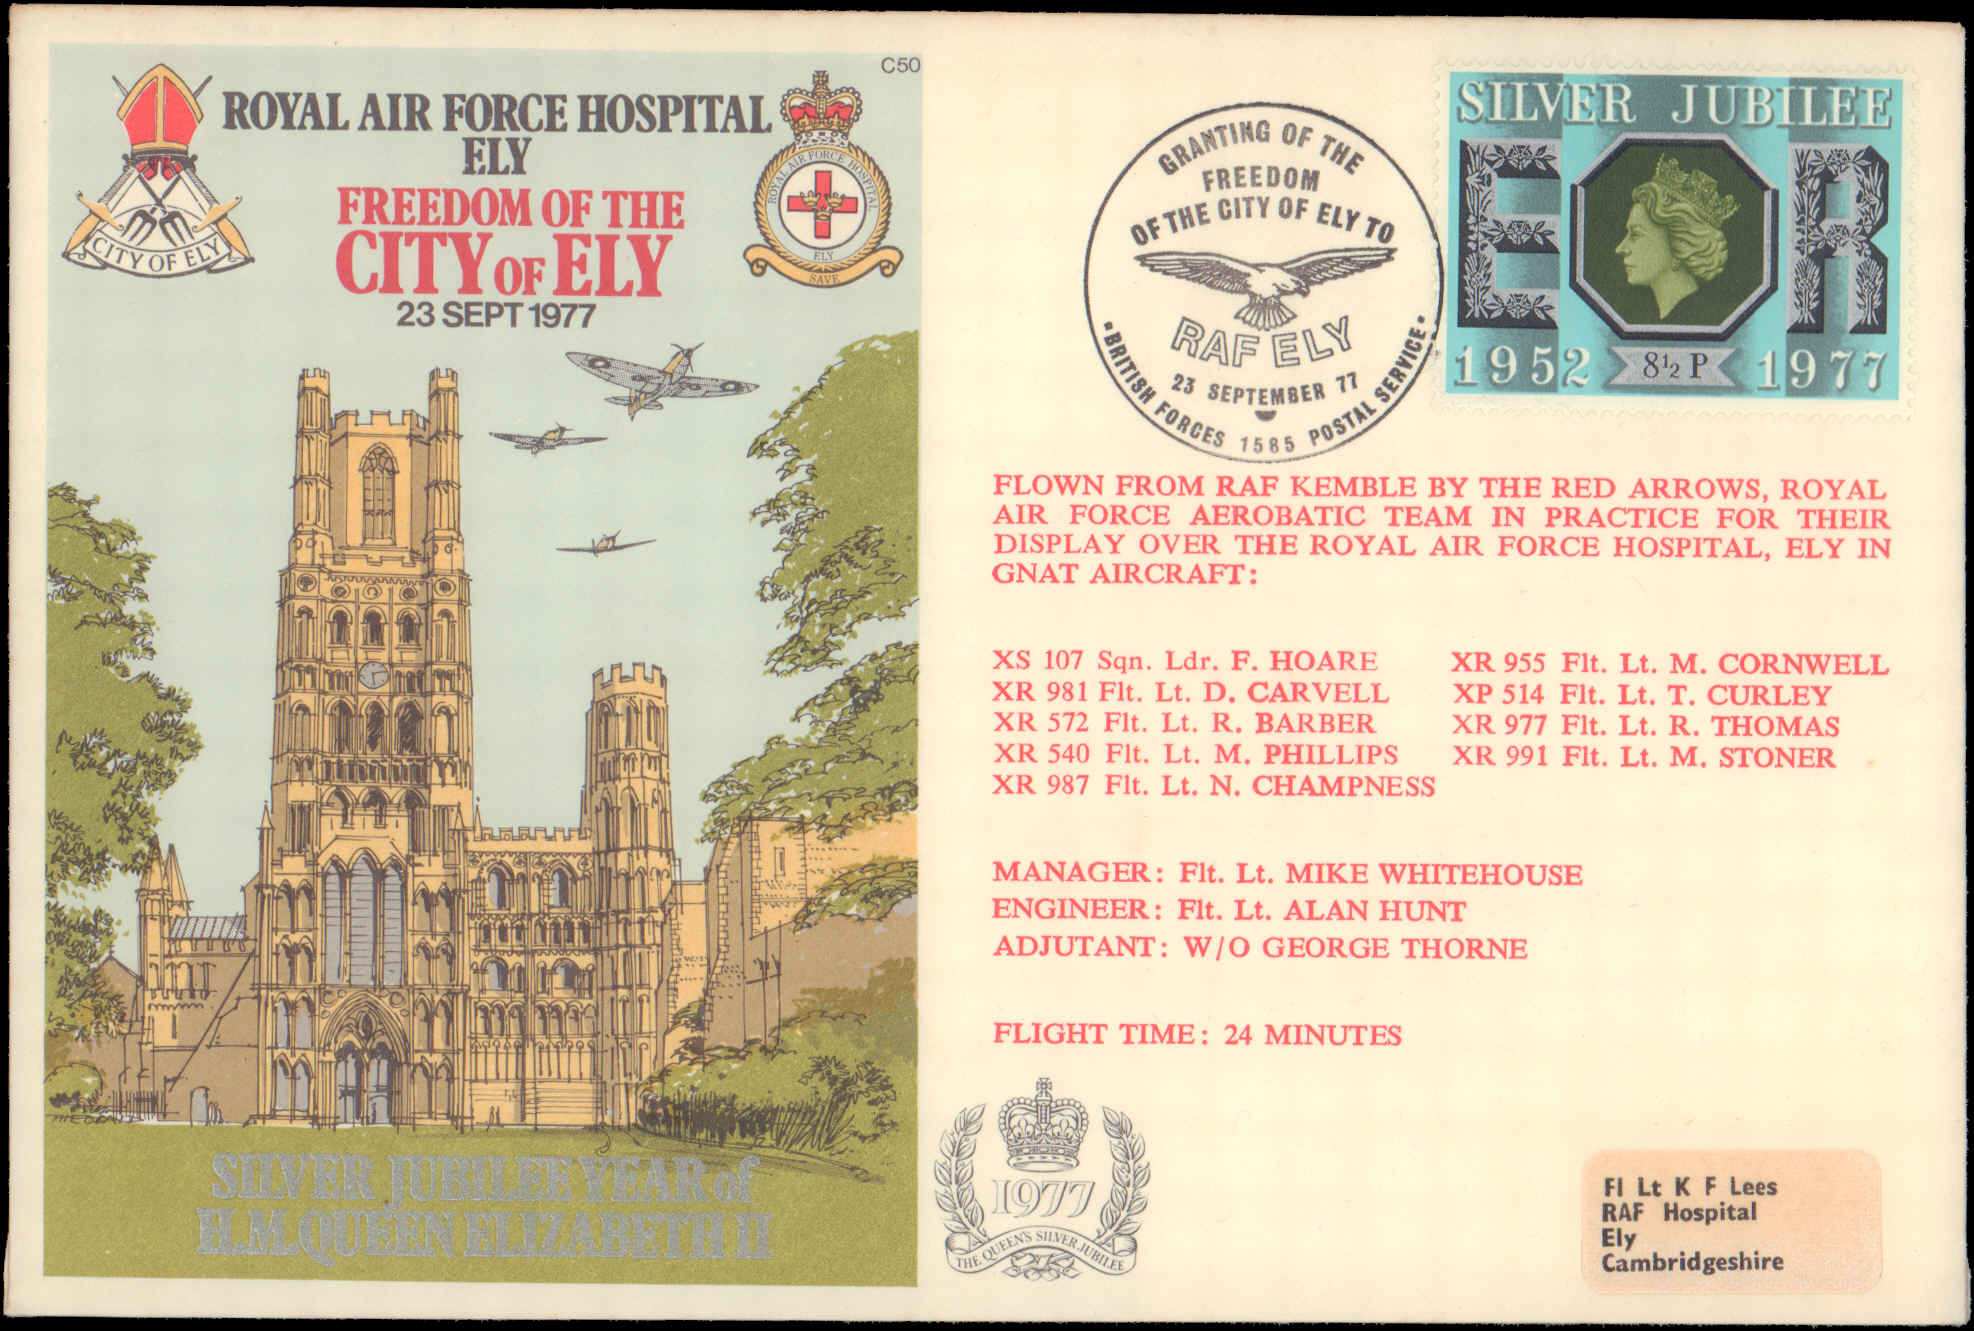 C50
ROYAL AIR FORCE HOSPITAL
ELY
FREEDOM OF THE
CITY OF ELY
23 SEPT 1977
CITY OF ELY
ROYAL AIR FORCE HOSPITAL
ELY
SAVE
SILVER JUBILEE YEAR of
H.M. QUEEN ELIZABETH II
GRANTING OF THE
FREEDOM
OF THE CITY OF ELY TO
RAF ELY
23 SEPTEMBER 77
• BRITISH FORCES 1585 POSTAL SERVICE •
SILVER JUBILEE
E R
1952 8½P 1977
FLOWN FROM RAF KEMBLE BY THE RED ARROWS, ROYAL
AIR FORCE AEROBATIC TEAM IN PRACTICE FOR THEIR
DISPLAY OVER THE ROYAL AIR FORCE HOSPITAL, ELY IN
GNAT AIRCRAFT:
XS 107 Sqn. Ldr. F. HOARE
XR 981 Flt. Lt. D. CARVELL
XR 572 Flt. Lt. R. BARBER
XR 540 Flt. Lt. M. PHILLIPS
XR 987 Flt. Lt. N. CHAMPNESS
XR 955 Flt. Lt. M. CORNWELL
XP 514 Flt. Lt. T. CURLEY
XR 977 Flt. Lt. R. THOMAS
XR 991 Flt. Lt. M. STONER
MANAGER: Flt. Lt. MIKE WHITEHOUSE
ENGINEER: Flt. Lt. ALAN HUNT
ADJUTANT: W/O GEORGE THORNE
FLIGHT TIME: 24 MINUTES
1977
THE QUEEN'S SILVER JUBILEE
Fl Lt K F Lees
RAF Hospital
Ely
Cambridgeshire